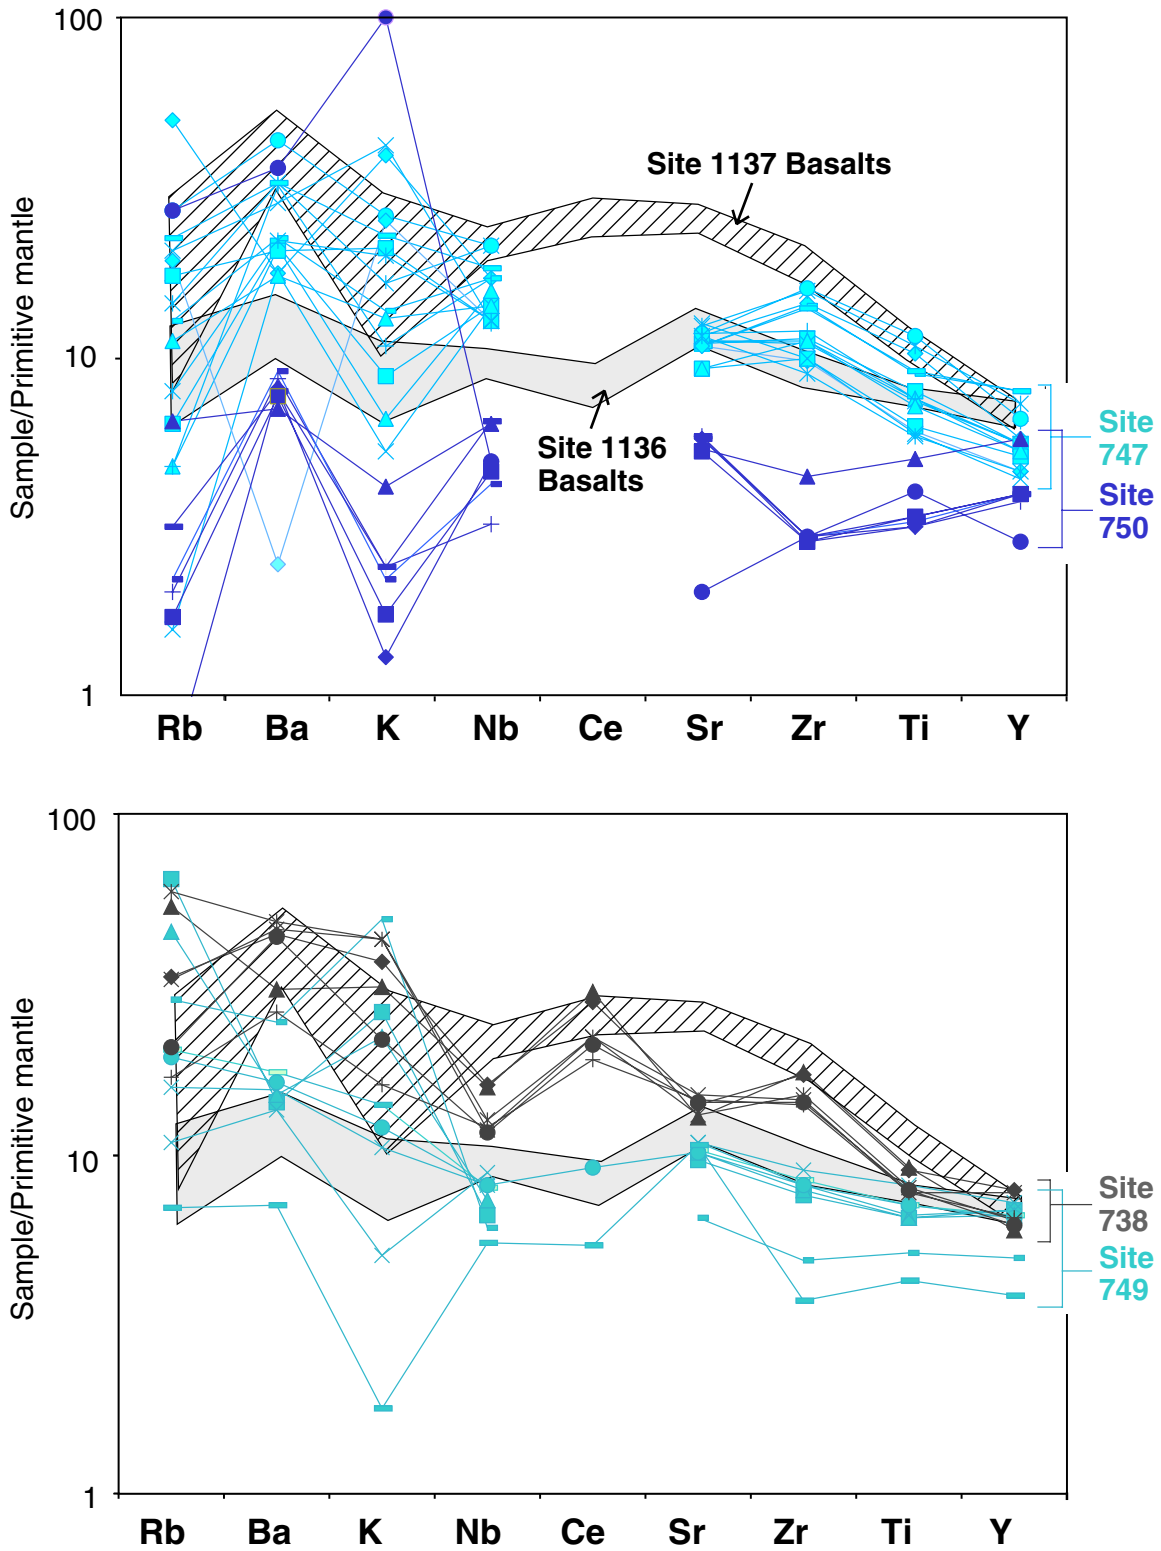 100
Sample/Primitive mantle
Site 1137 Basalts
10
Site 1136
Basalts
Site
747
Site
750
1
Rb Ba K Nb Ce Sr Zr Ti Y
100
Sample/Primitive mantle
10
Site
738
Site
749
1
Rb Ba K Nb Ce Sr Zr Ti Y